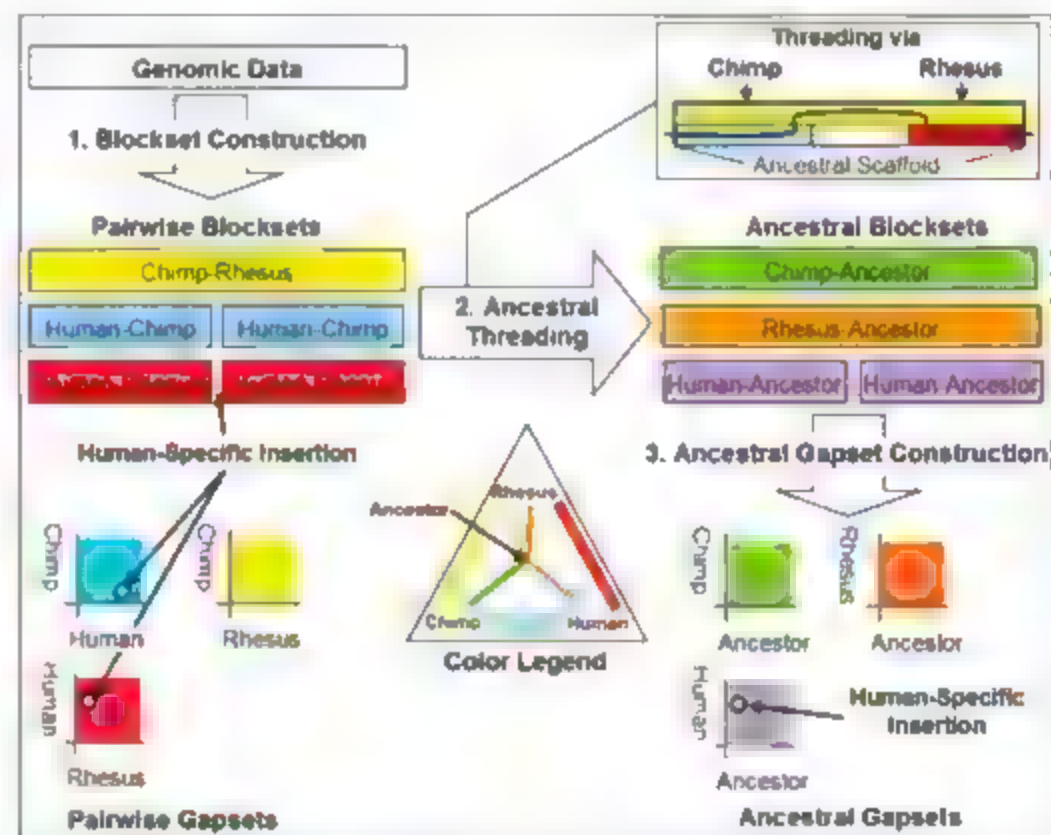 Genomic Data
1. Blockset Construction
Pairwise Blocksets
Chimp-Rhesus
Human-Chimp Human-Chimp
Human-Specific Insertion
Chimp
Human
Chimp
Rhesus
Human
Rhesus
Pairwise Gapsets
Threading via
Chimp Rhesus
Ancestral Scaffold
2. Ancestral
Threading
Ancestor
Rhesus
Chimp
Human
Color Legend
Ancestral Blocksets
Chimp-Ancestor
Rhesus-Ancestor
Human-Ancestor Human-Ancestor
3. Ancestral Gapset Construction
Chimp
Ancestor
Rhesus
Ancestor
Human
Ancestor
Human-Specific
Insertion
Ancestral Gapsets